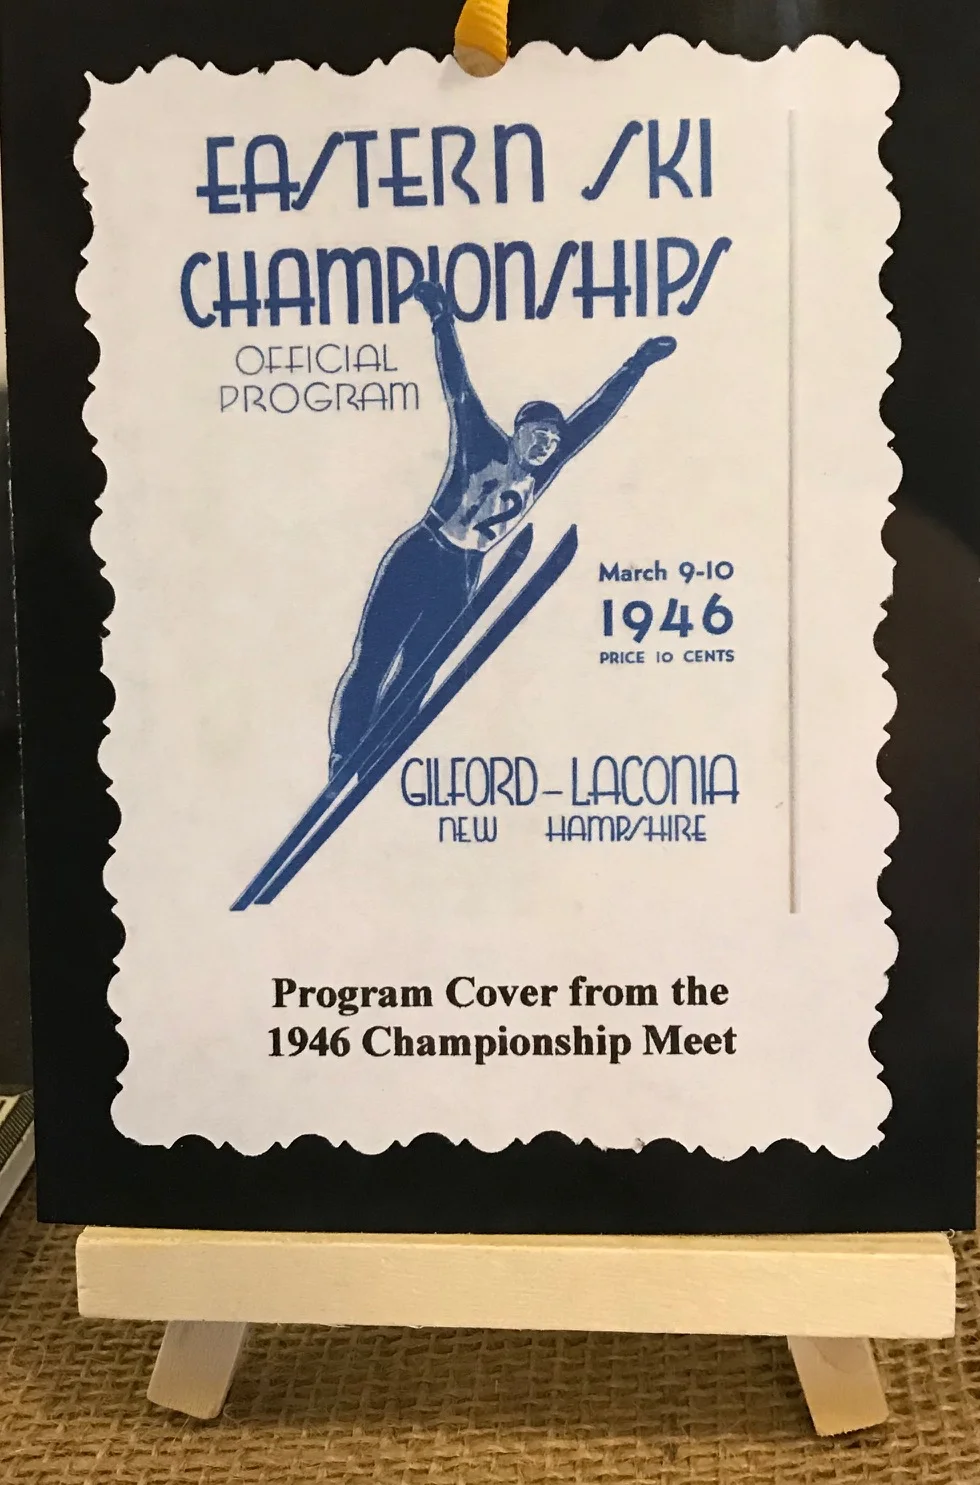 EASTERN SKI
CHAMPIONSHIPS
OFFICIAL
PROGRAM
12
March 9-10
1946
PRICE 10 CENTS
GILFORD-LACONIA
NEW HAMPSHIRE
Program Cover from the
1946 Championship Meet